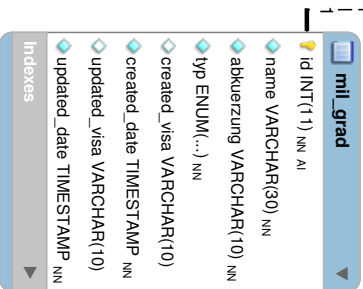 mil_grad
id INT(11) NN AI
name VARCHAR(30) NN
abkuerzung VARCHAR(10) NN
typ ENUM(...) NN
created_visa VARCHAR(10)
created_date TIMESTAMP NN
updated_visa VARCHAR(10)
updated_date TIMESTAMP NN
Indexes
1